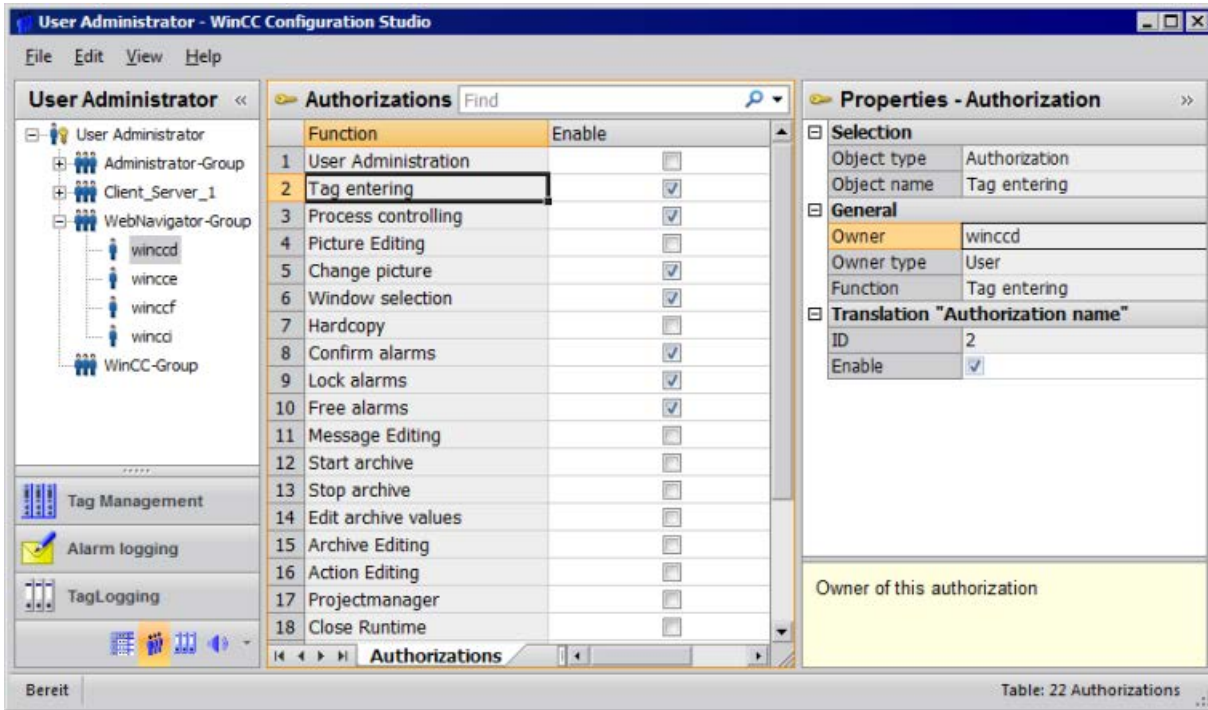 User Administrator - WinCC Configuration Studio
File Edit View Help
User Administrator «
User Administrator
Administrator-Group
Client_Server_1
WebNavigator-Group
winccd
wincce
winccf
wincci
WinCC-Group
Tag Management
Alarm logging
TagLogging
Authorizations Find
Function Enable
1 User Administration
2 Tag entering
3 Process controlling
4 Picture Editing
5 Change picture
6 Window selection
7 Hardcopy
8 Confirm alarms
9 Lock alarms
10 Free alarms
11 Message Editing
12 Start archive
13 Stop archive
14 Edit archive values
15 Archive Editing
16 Action Editing
17 Projectmanager
18 Close Runtime
Authorizations
Properties - Authorization »
Selection
Object type Authorization
Object name Tag entering
General
Owner winccd
Owner type User
Function Tag entering
Translation "Authorization name"
ID 2
Enable
Owner of this authorization
Bereit Table: 22 Authorizations